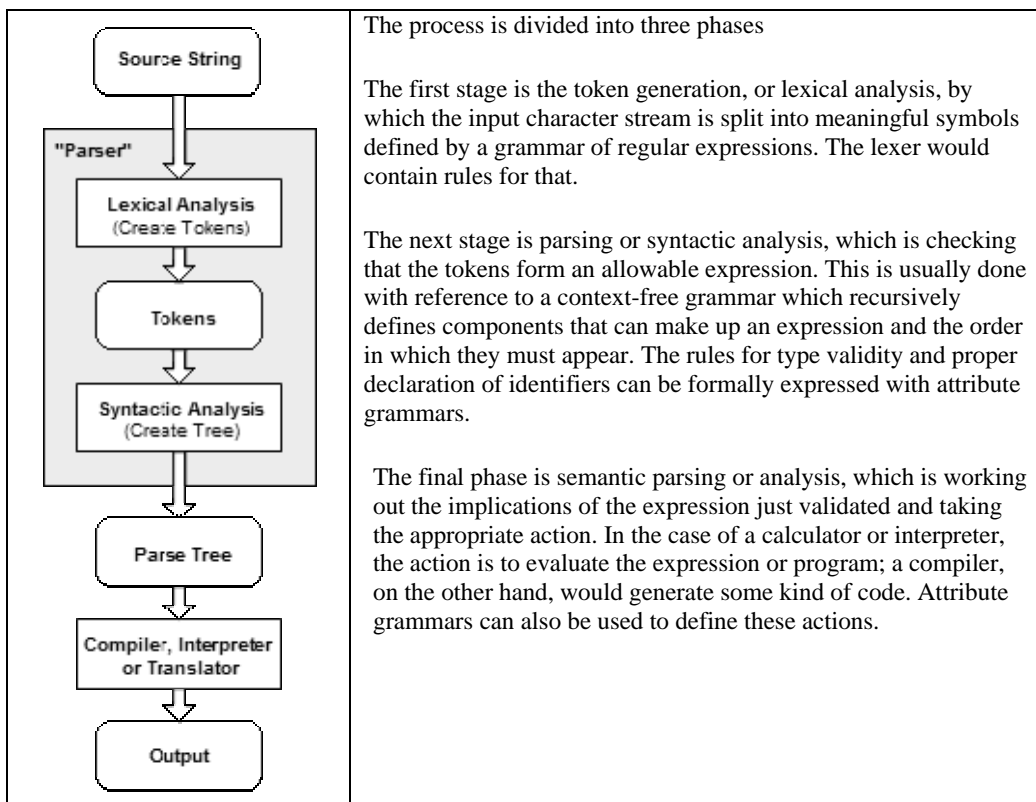 Source String
"Parser"
Lexical Analysis
(Create Tokens)
Tokens
Syntactic Analysis
(Create Tree)
Parse Tree
Compiler, Interpreter
or Translator
Output
The process is divided into three phases
The first stage is the token generation, or lexical analysis, by
which the input character stream is split into meaningful symbols
defined by a grammar of regular expressions. The lexer would
contain rules for that.
The next stage is parsing or syntactic analysis, which is checking
that the tokens form an allowable expression. This is usually done
with reference to a context-free grammar which recursively
defines components that can make up an expression and the order
in which they must appear. The rules for type validity and proper
declaration of identifiers can be formally expressed with attribute
grammars.
The final phase is semantic parsing or analysis, which is working
out the implications of the expression just validated and taking
the appropriate action. In the case of a calculator or interpreter,
the action is to evaluate the expression or program; a compiler,
on the other hand, would generate some kind of code. Attribute
grammars can also be used to define these actions.